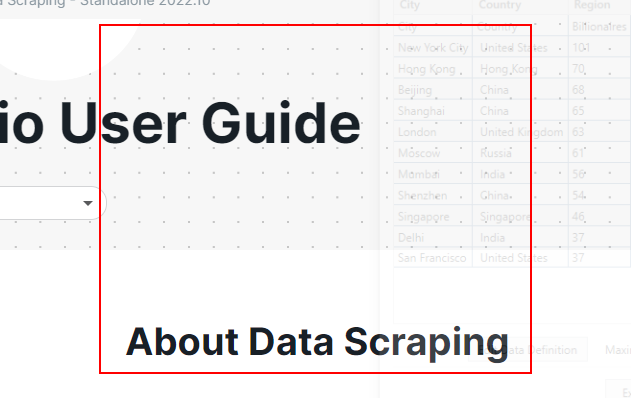 a Scraping - Standalone 2022.10
io User Guide
About Data Scraping
City Country Region
City Country Billionaires
New York City United States 101
Hong Kong Hong Kong 70
Beijing China 68
Shanghai China 65
London United Kingdom 63
Moscow Russia 61
Mumbai India 56
Shenzhen China 54
Singapore Singapore 46
Delhi India 37
San Francisco United States 37
Data Definition